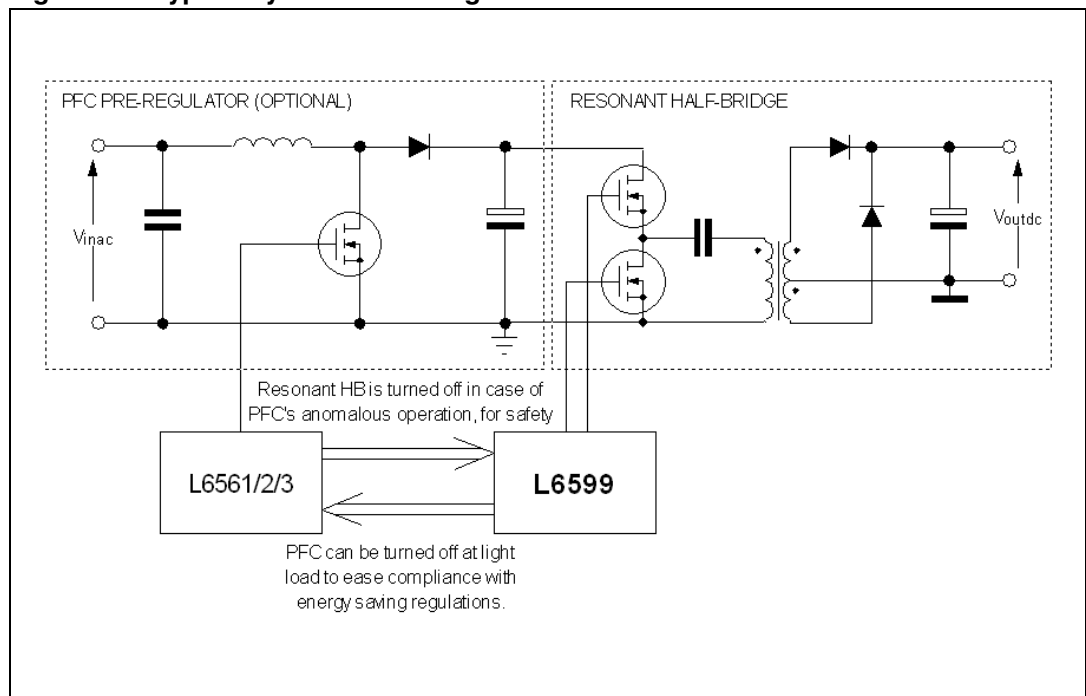 PFC PRE-REGULATOR (OPTIONAL)
RESONANT HALF-BRIDGE
Vinac
Voutdc
Resonant HB is turned off in case of
PFC's anomalous operation, for safety
L6561/2/3
L6599
PFC can be turned off at light
load to ease compliance with
energy saving regulations.